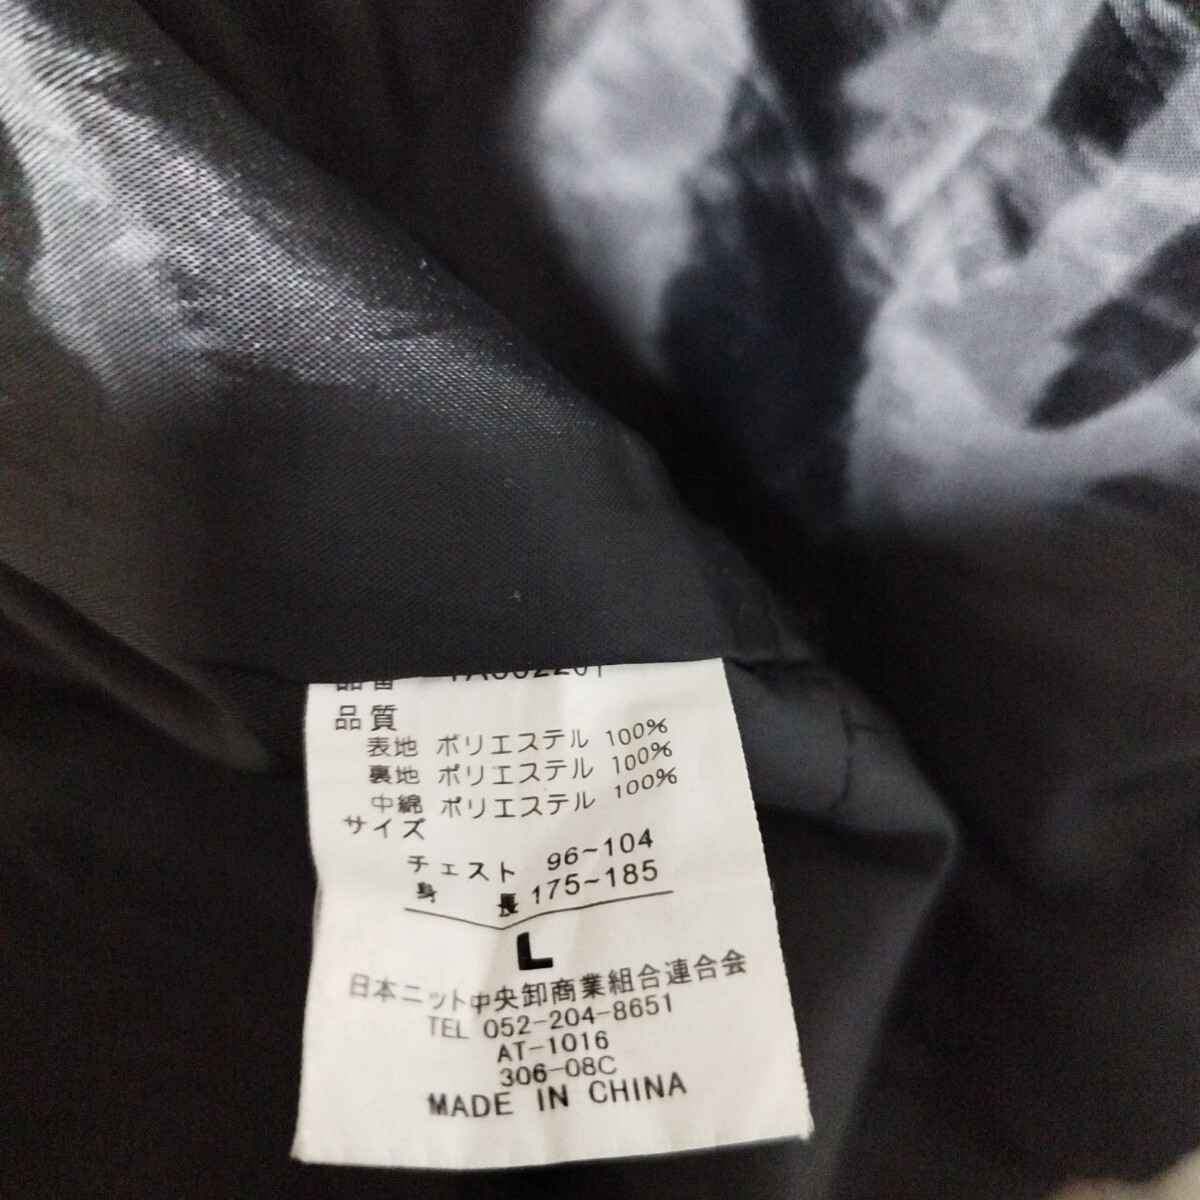 品番
品質
表地 ポリエステル 100%
裏地 ポリエステル 100%
中綿 ポリエステル 100%
サイズ
チェスト 96~104
身長 175~185
L
日本ニット中央卸商業組合連合会
TEL 052-204-8651
AT-1016
306-08C
MADE IN CHINA